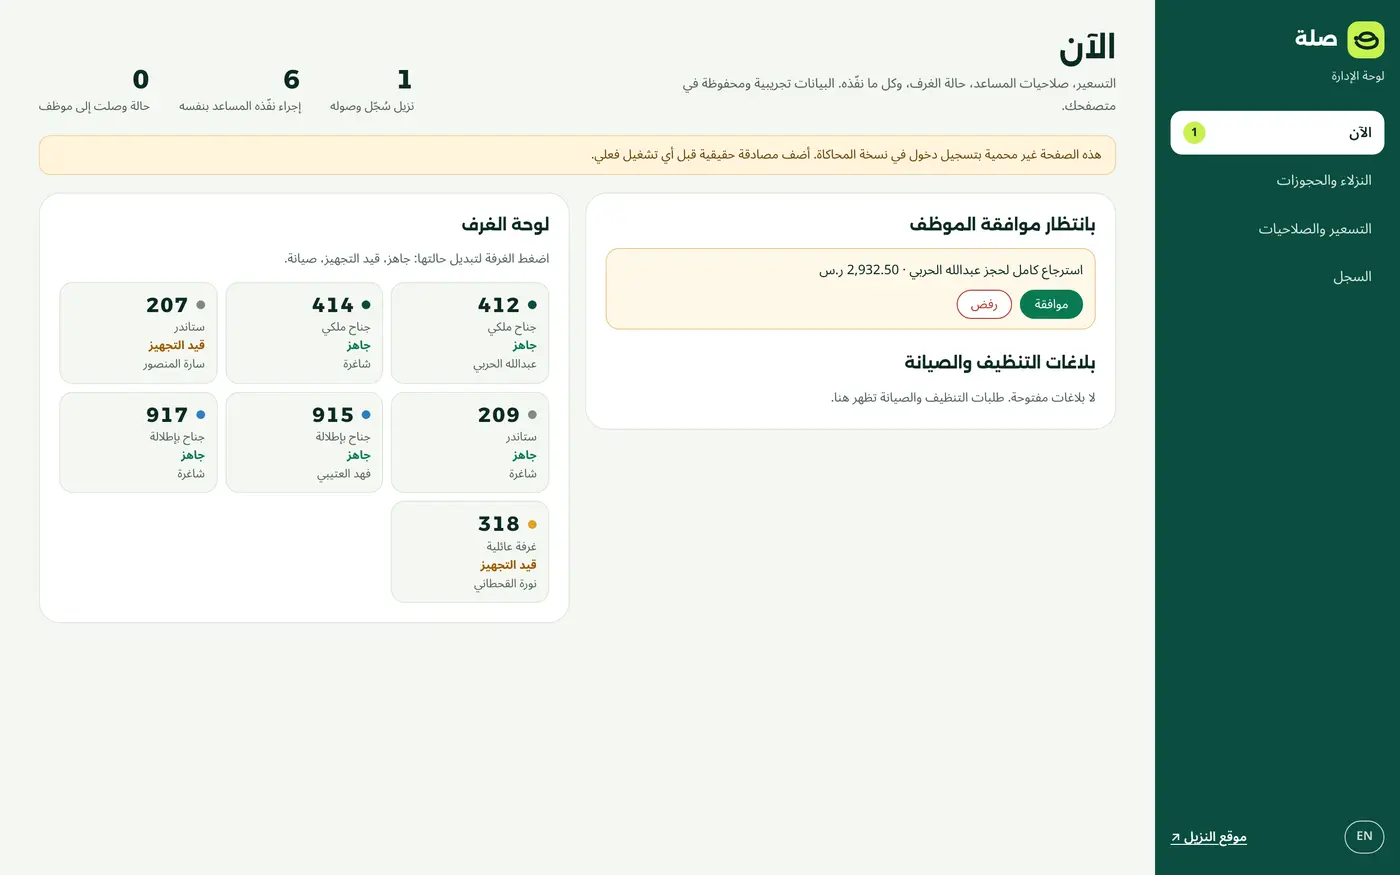 صلة
لوحة الإدارة
الآن 1
النزلاء والحجوزات
التسعير والصلاحيات
السجل
EN
موقع النزيل ↗
الآن
التسعير، صلاحيات المساعد، حالة الغرف، وكل ما نفّذه. البيانات تجريبية ومحفوظة في
متصفحك.
1
نزيل سُجّل وصوله
6
إجراء نفّذه المساعد بنفسه
0
حالة وصلت إلى موظف
هذه الصفحة غير محمية بتسجيل دخول في نسخة المحاكاة. أضف مصادقة حقيقية قبل أي تشغيل فعلي.
بانتظار موافقة الموظف
استرجاع كامل لحجز عبدالله الحربي · 2,932.50 ر.س
موافقة
رفض
بلاغات التنظيف والصيانة
لا بلاغات مفتوحة. طلبات التنظيف والصيانة تظهر هنا.
لوحة الغرف
اضغط الغرفة لتبديل حالتها: جاهز، قيد التجهيز، صيانة.
412
جناح ملكي
جاهز
عبدالله الحربي
414
جناح ملكي
جاهز
شاغرة
207
ستاندر
قيد التجهيز
سارة المنصور
209
ستاندر
جاهز
شاغرة
915
جناح بإطلالة
جاهز
فهد العتيبي
917
جناح بإطلالة
جاهز
شاغرة
318
غرفة عائلية
قيد التجهيز
نورة القحطاني